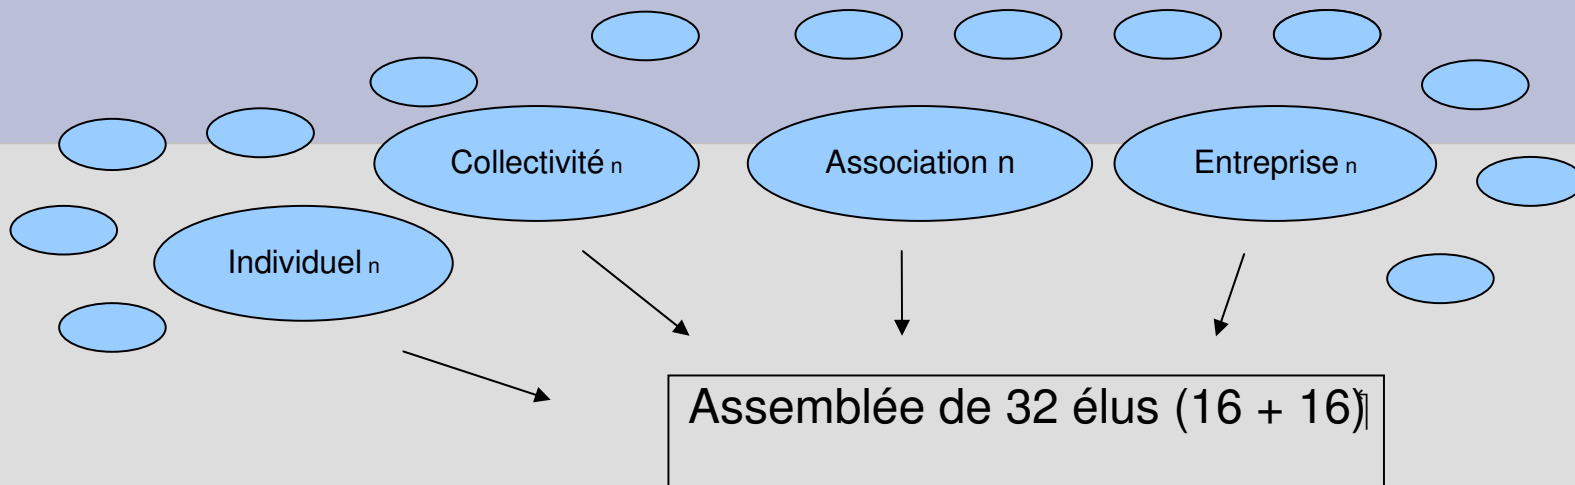 Collectivité n
Association n
Entreprise n
Individuel n
Assemblée de 32 élus (16 + 16)